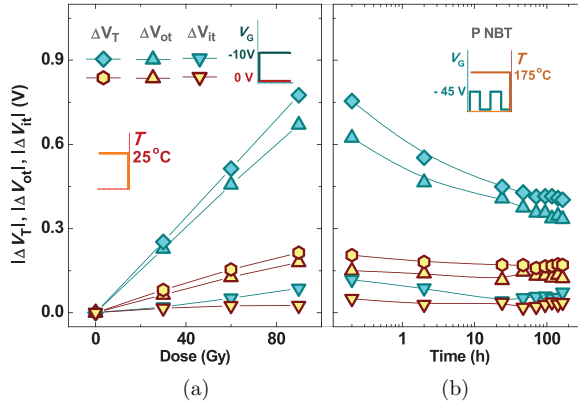 ΔV_T ΔV_ot ΔV_it V_G
-10V
0 V
T
25°C
|ΔV_T|, |ΔV_ot|, |ΔV_it| (V)
0.9
0.6
0.3
0.0
0 40 80
Dose (Gy)
(a)
P NBT
V_G T
175°C
- 45 V
1 10 100
Time (h)
(b)